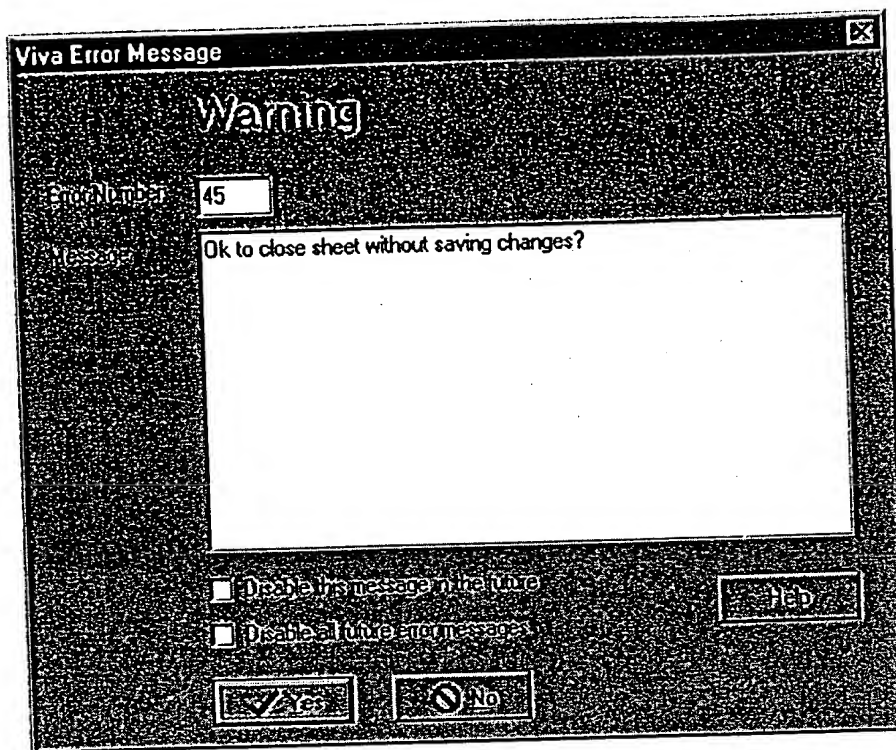 Viva Error Message
Warning
Error Number
45
Message
Ok to close sheet without saving changes?
Disable this message in the future
Disable all future error messages
Help
Yes
No